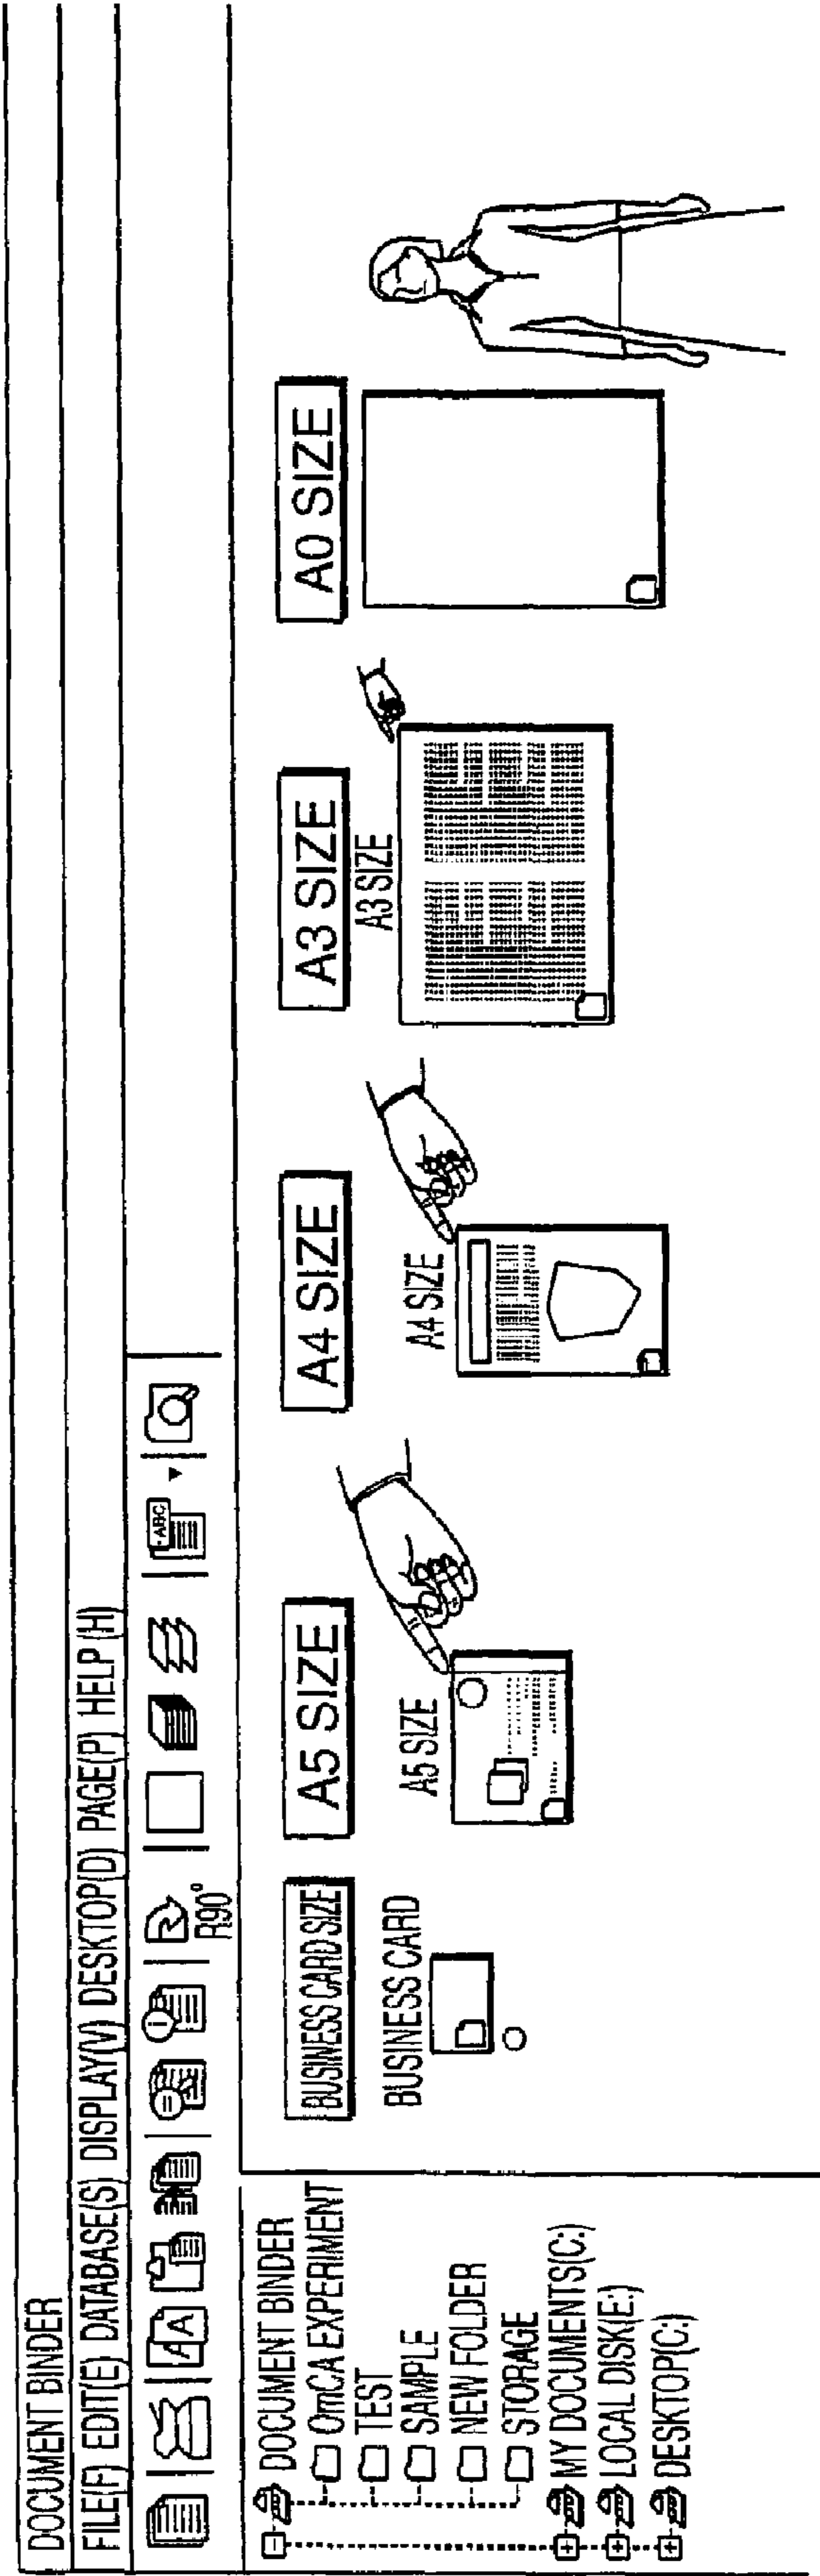 DOCUMENT BINDER
FILE(F) EDIT(E) DATABASE(S) DISPLAY(V) DESKTOP(D) PAGE(P) HELP(H)
A A
i
R
R90°
ABC
DOCUMENT BINDER
OmCA EXPERIMENT
TEST
SAMPLE
NEW FOLDER
STORAGE
MY DOCUMENTS(C:)
LOCAL DISK(E:)
DESKTOP(C:)
BUSINESS CARD SIZE
BUSINESS CARD
A5 SIZE
A5 SIZE
A4 SIZE
A4 SIZE
A3 SIZE
A3 SIZE
A0 SIZE